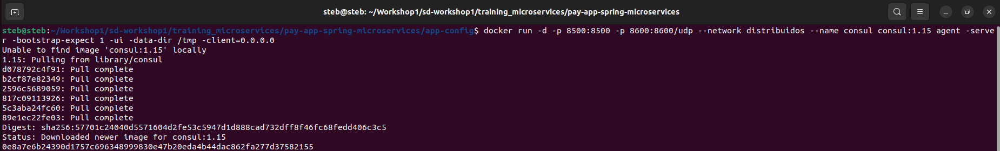 steb@steb: ~/Workshop1/sd-workshop1/training_microservices/pay-app-spring-microservices
steb@steb:~/Workshop1/sd-workshop1/training_microservices/pay-app-spring-microservices/app-config$ docker run -d -p 8500:8500 -p 8600:8600/udp --network distribuidos --name consul consul:1.15 agent -serve
r -bootstrap-expect 1 -ui -data-dir /tmp -client=0.0.0.0
Unable to find image 'consul:1.15' locally
1.15: Pulling from library/consul
d078792c4f91: Pull complete
b2cf87e82349: Pull complete
2596c5689059: Pull complete
817c09113926: Pull complete
5c3aba24fc60: Pull complete
89e1ec22fe03: Pull complete
Digest: sha256:57701c24040d5571604d2fe53c5947d1d888cad732dff8f46fc68fedd406c3c5
Status: Downloaded newer image for consul:1.15
0e8a7e6b24390d1757c696348999830e47b20eda4b44dac862fa277d37582155